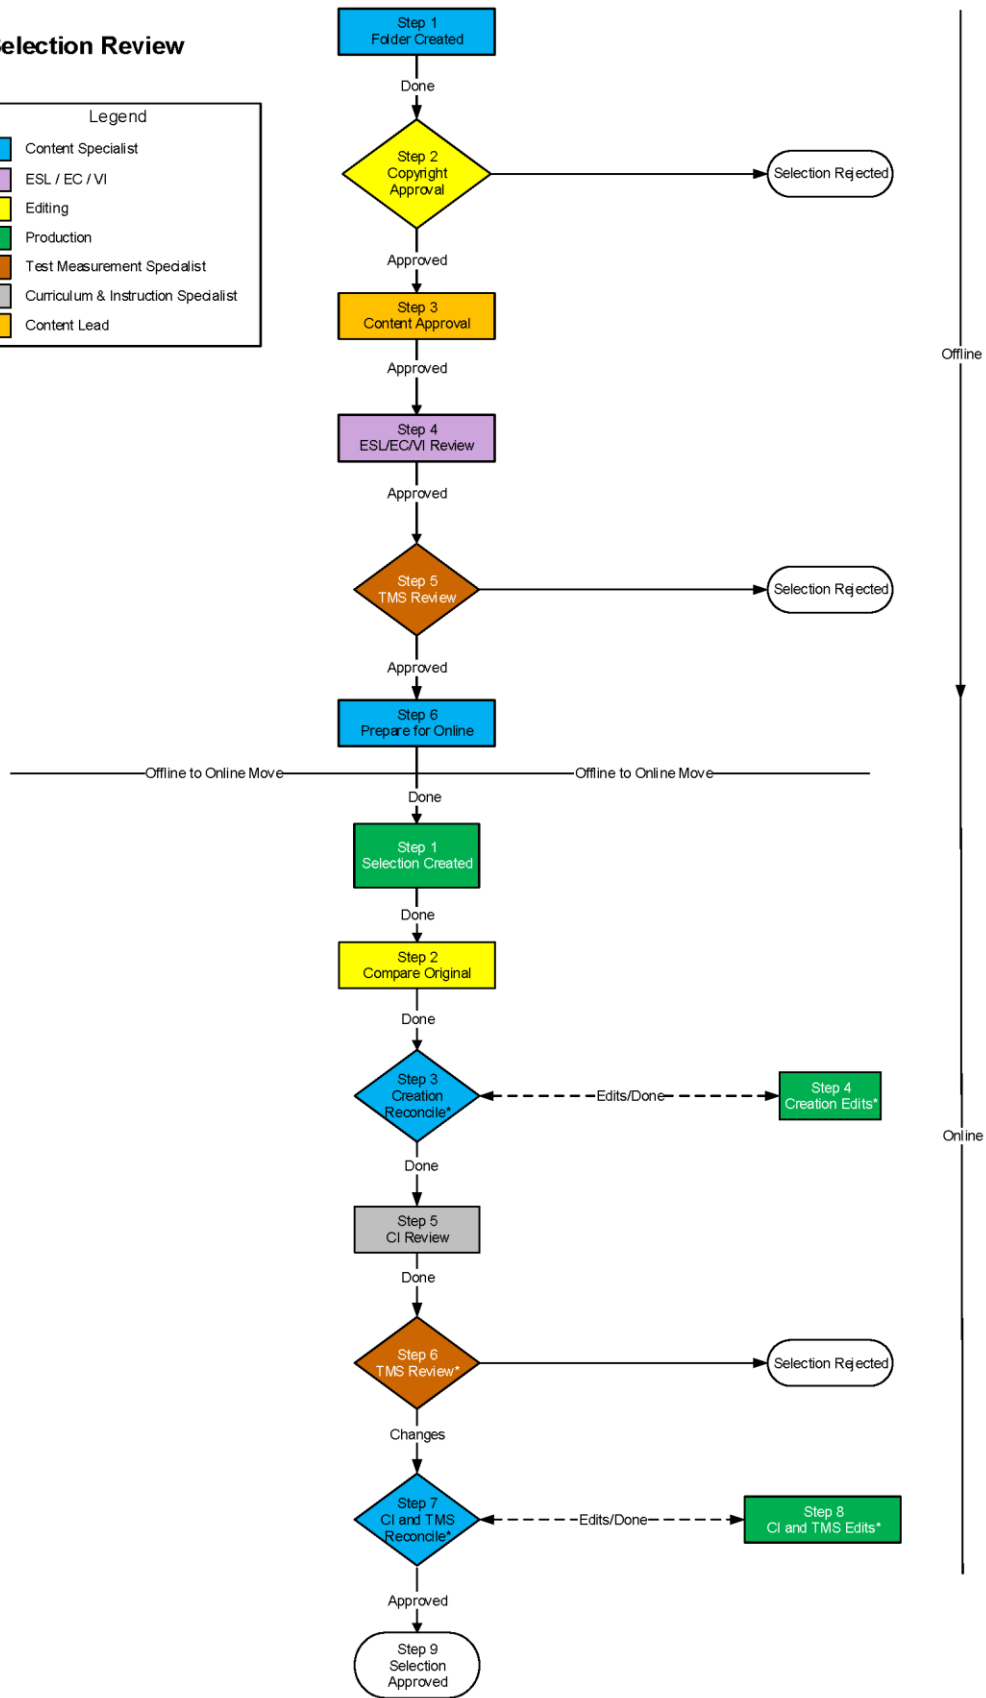 election Review
Legend
Content Specialist
ESL / EC / VI
Editing
Production
Test Measurement Specialist
Curriculum & Instruction Specialist
Content Lead
Step 1
Folder Created
Done
Step 2
Copyright
Approval
Selection Rejected
Approved
Step 3
Content Approval
Offline
Approved
Step 4
ESL/EC/VI Review
Approved
Step 5
TMS Review
Selection Rejected
Approved
Step 6
Prepare for Online
Offline to Online Move
Offline to Online Move
Done
Step 1
Selection Created
Done
Step 2
Compare Original
Done
Step 3
Creation
Reconcile*
Edits/Done
Step 4
Creation Edits*
Online
Done
Step 5
CI Review
Done
Step 6
TMS Review*
Selection Rejected
Changes
Step 7
CI and TMS
Reconcile*
Edits/Done
Step 8
CI and TMS Edits*
Approved
Step 9
Selection
Approved